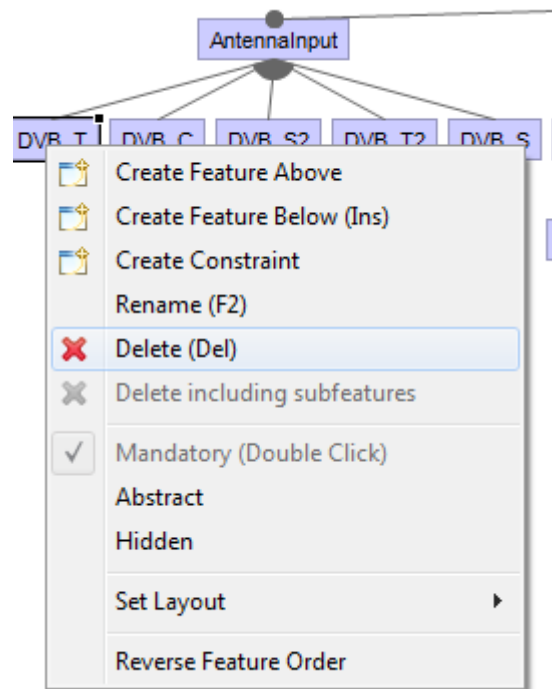 AntennaInput
DVB_T DVB_C DVB_S2 DVB_T2 DVB_S
Create Feature Above
Create Feature Below (Ins)
Create Constraint
Rename (F2)
Delete (Del)
Delete including subfeatures
Mandatory (Double Click)
Abstract
Hidden
Set Layout
Reverse Feature Order